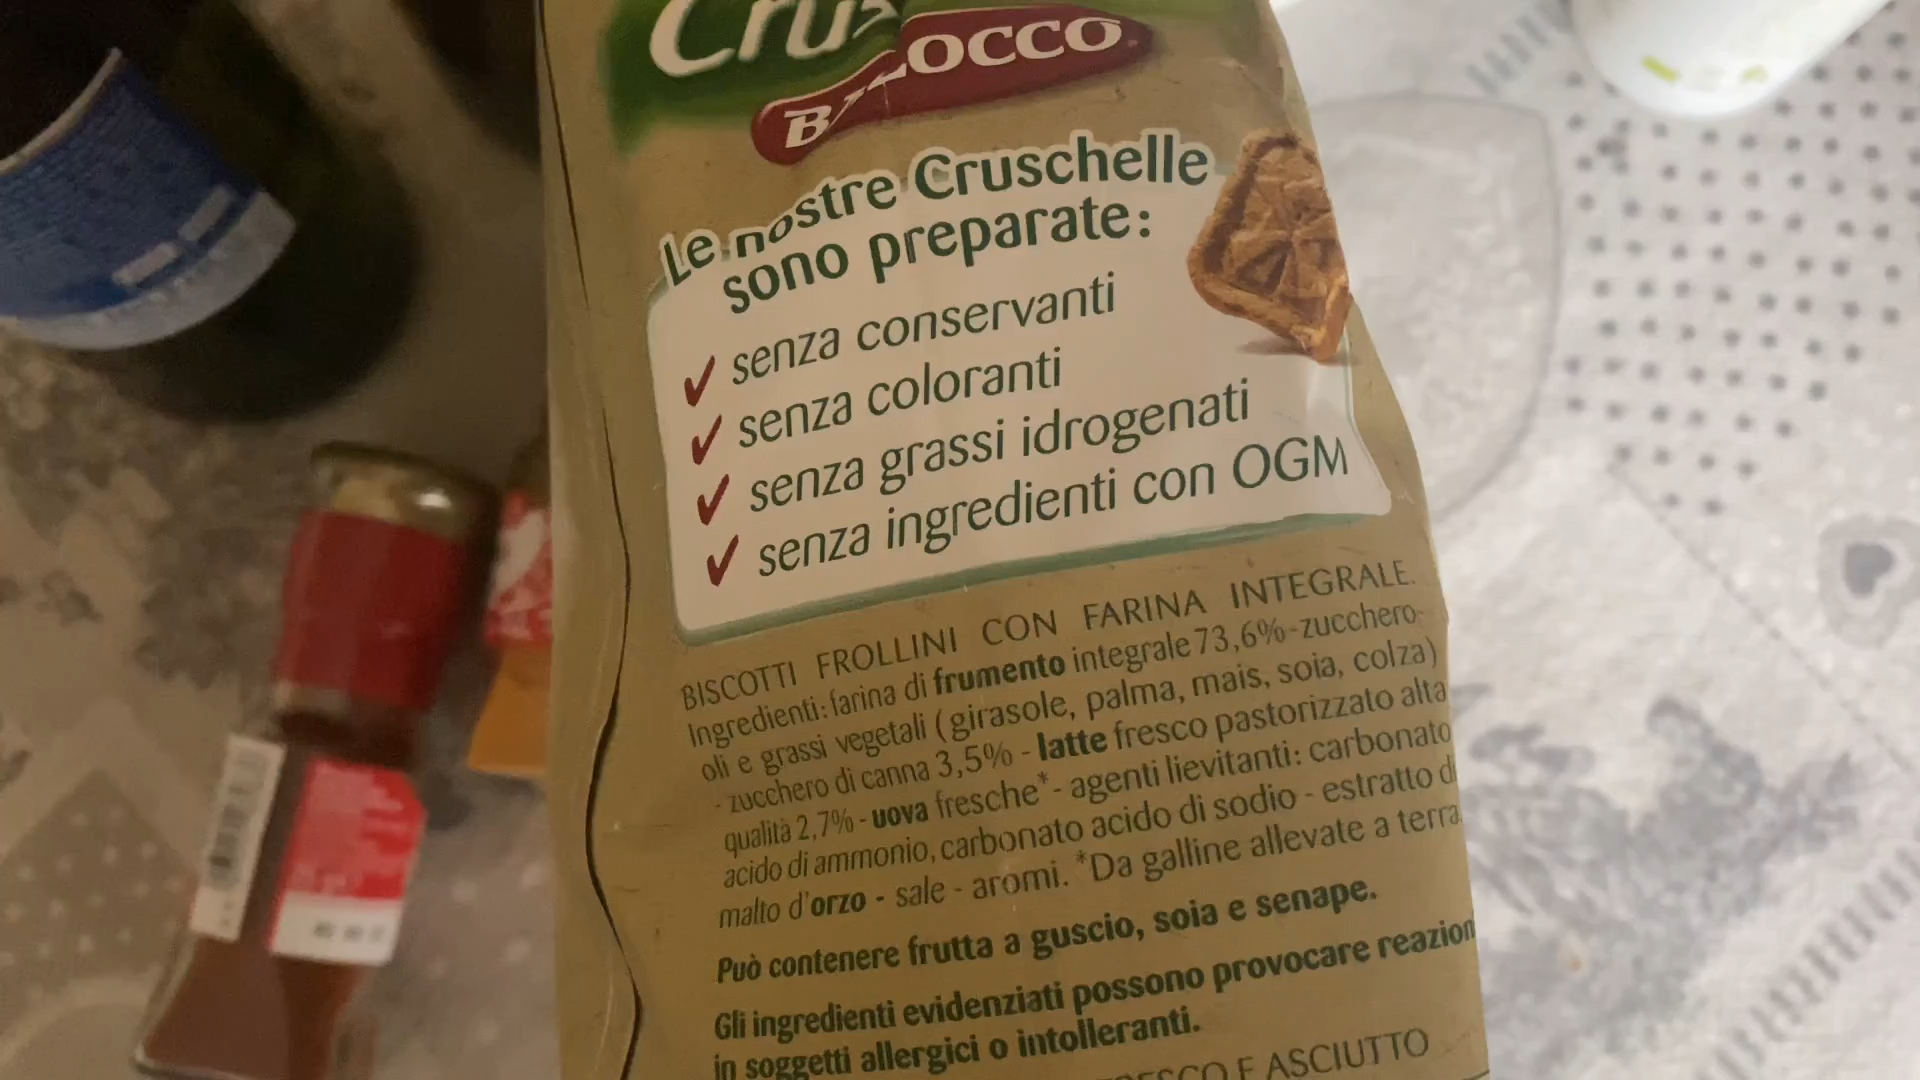 Crus
BALOCCO
Le nostre Cruschelle
sono preparate:
✓ senza conservanti
✓ senza coloranti
✓ senza grassi idrogenati
✓ senza ingredienti con OGM
BISCOTTI FROLLINI CON FARINA INTEGRALE.
Ingredienti: farina di frumento integrale 73,6% - zucchero -
oli e grassi vegetali (girasole, palma, mais, soia, colza)
- zucchero di canna 3,5% - latte fresco pastorizzato alta
qualità 2,7% - uova fresche* - agenti lievitanti: carbonato
acido di ammonio, carbonato acido di sodio - estratto di
malto d'orzo - sale - aromi. *Da galline allevate a terra.
Può contenere frutta a guscio, soia e senape.
Gli ingredienti evidenziati possono provocare reazion
in soggetti allergici o intolleranti.
FRESCO E ASCIUTTO